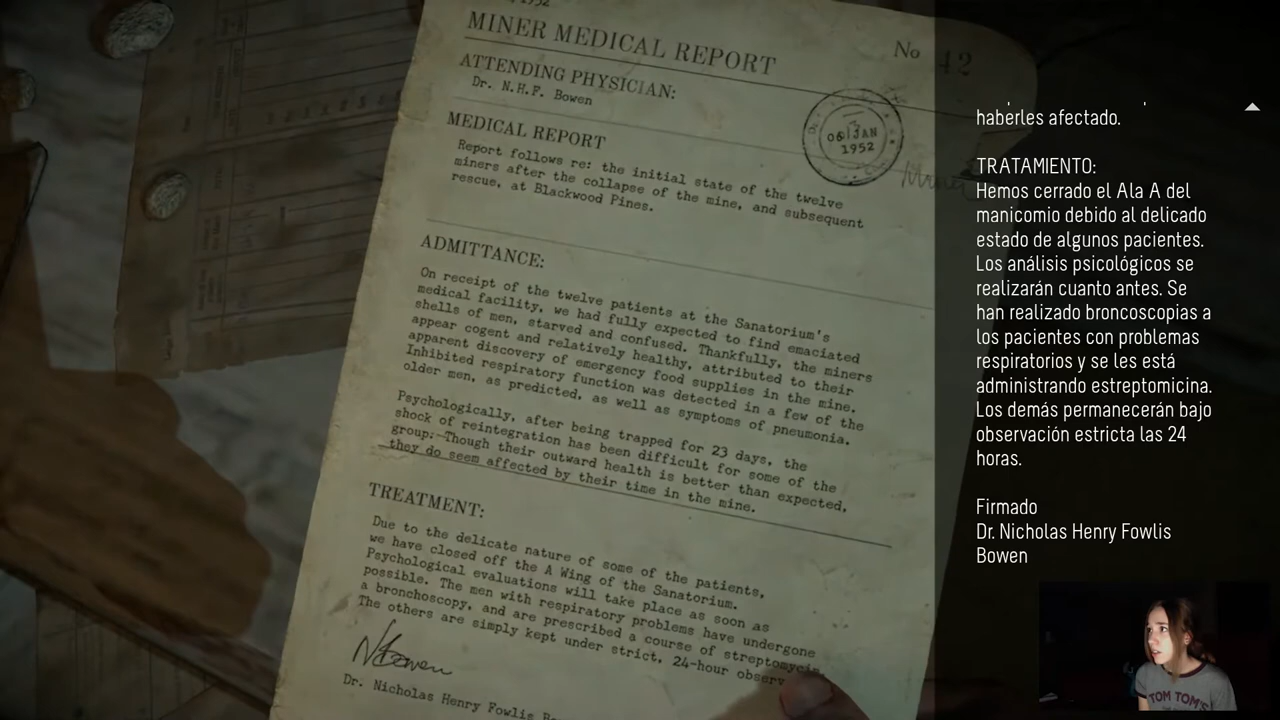 1952
MINER MEDICAL REPORT
No 42
ATTENDING PHYSICIAN:
Dr. N.H.F. Bowen
06 JAN
1952
MEDICAL REPORT
Report follows re: the initial state of the twelve
miners after the collapse of the mine, and subsequent
rescue, at Blackwood Pines.
ADMITTANCE:
On receipt of the twelve patients at the Sanatorium's
medical facility, we had fully expected to find emaciated
shells of men, starved and confused. Thankfully, the miners
appear cogent and relatively healthy, attributed to their
apparent discovery of emergency food supplies in the mine.
Inhibited respiratory function was detected in a few of the
older men, as predicted, as well as symptoms of pneumonia.
Psychologically, after being trapped for 23 days, the
shock of reintegration has been difficult for some of the
group. Though their outward health is better than expected,
they do seem affected by their time in the mine.
TREATMENT:
Due to the delicate nature of some of the patients,
we have closed off the A Wing of the Sanatorium.
Psychological evaluations will take place as soon as
possible. The men with respiratory problems have undergone
a bronchoscopy, and are prescribed a course of streptomycin.
The others are simply kept under strict, 24-hour observ
NBowen
Dr. Nicholas Henry Fowlis Bo
haberles afectado.
TRATAMIENTO:
Hemos cerrado el Ala A del
manicomio debido al delicado
estado de algunos pacientes.
Los análisis psicológicos se
realizarán cuanto antes. Se
han realizado broncoscopias a
los pacientes con problemas
respiratorios y se les está
administrando estreptomicina.
Los demás permanecerán bajo
observación estricta las 24
horas.
Firmado
Dr. Nicholas Henry Fowlis
Bowen
TOM TOM'S